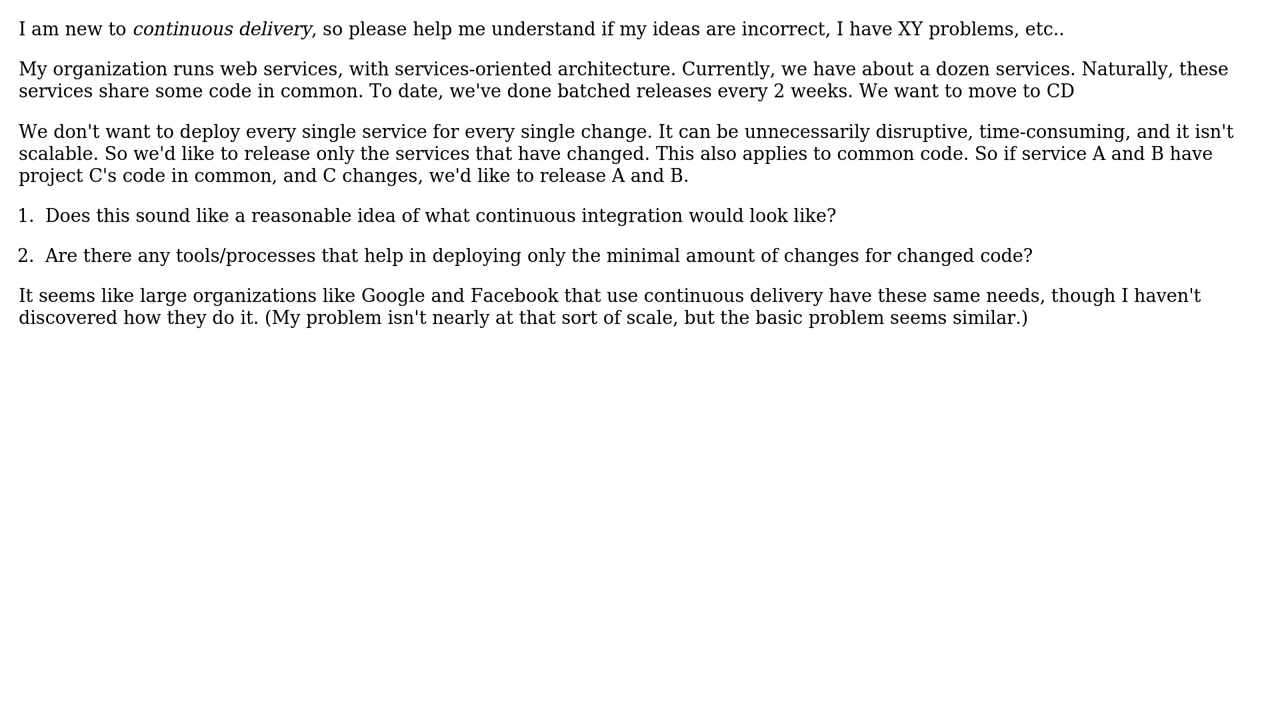 I am new to continuous delivery, so please help me understand if my ideas are incorrect, I have XY problems, etc..
My organization runs web services, with services-oriented architecture. Currently, we have about a dozen services. Naturally, these
services share some code in common. To date, we've done batched releases every 2 weeks. We want to move to CD
We don't want to deploy every single service for every single change. It can be unnecessarily disruptive, time-consuming, and it isn't
scalable. So we'd like to release only the services that have changed. This also applies to common code. So if service A and B have
project C's code in common, and C changes, we'd like to release A and B.
1. Does this sound like a reasonable idea of what continuous integration would look like?
2. Are there any tools/processes that help in deploying only the minimal amount of changes for changed code?
It seems like large organizations like Google and Facebook that use continuous delivery have these same needs, though I haven't
discovered how they do it. (My problem isn't nearly at that sort of scale, but the basic problem seems similar.)